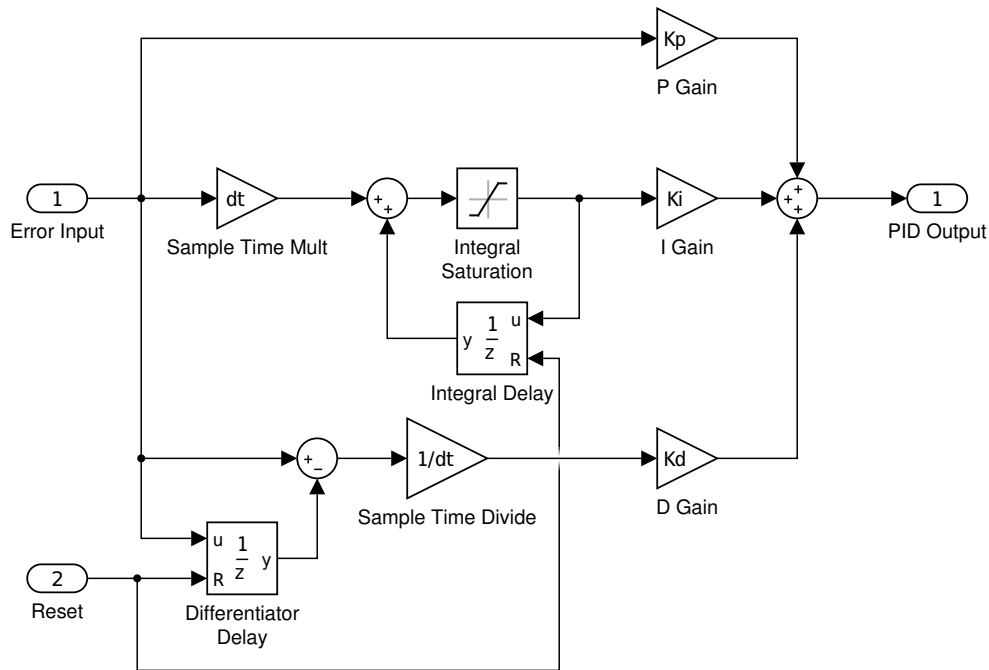 Kp
P Gain
1
Error Input
dt
Sample Time Mult
+
+
Integral
Saturation
Ki
I Gain
+
+
+
1
PID Output
u
R
y
1
z
Integral Delay
+
−
1/dt
Sample Time Divide
Kd
D Gain
u
R
1
z
y
Differentiator
Delay
2
Reset